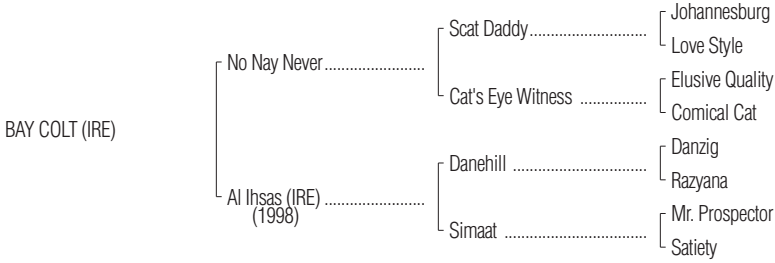 Johannesburg
Scat Daddy..............................
Love Style
No Nay Never..........................
Elusive Quality
Cat's Eye Witness .................
Comical Cat
BAY COLT (IRE)
Danzig
Danehill ...........................
Razyana
Al Ihsas (IRE) ..........................
(1998)
Mr. Prospector
Simaat ....................................
Satiety